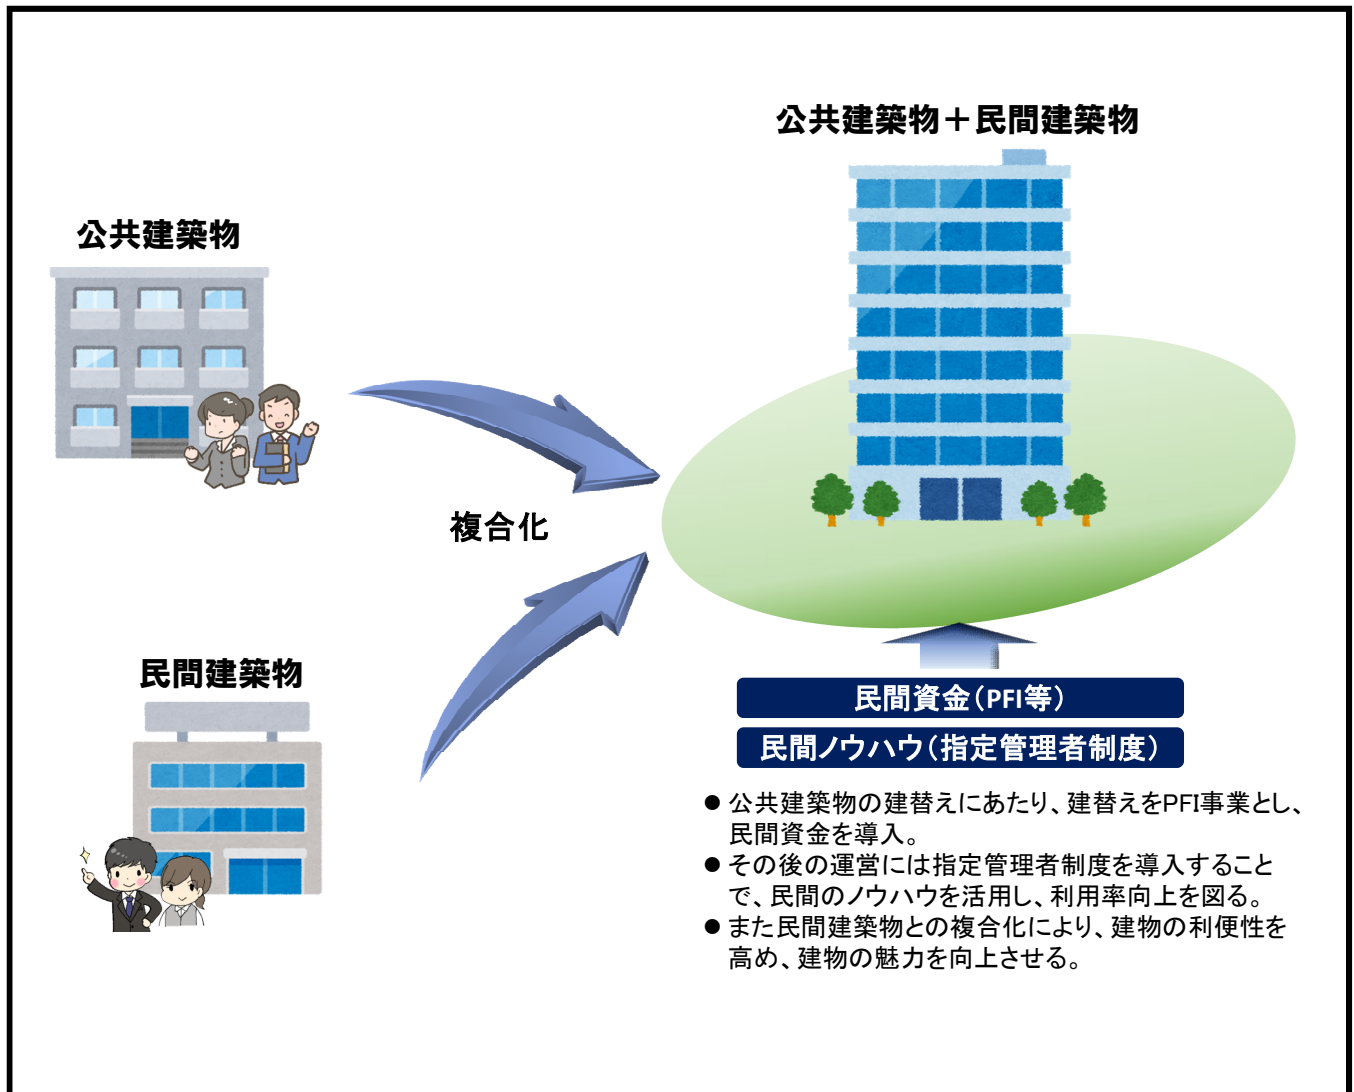 公共建築物＋民間建築物
公共建築物
複合化
民間建築物
民間資金（PFI等）
民間ノウハウ（指定管理者制度）
● 公共建築物の建替えにあたり、建替えをPFI事業とし、
民間資金を導入。
● その後の運営には指定管理者制度を導入すること
で、民間のノウハウを活用し、利用率向上を図る。
● また民間建築物との複合化により、建物の利便性を
高め、建物の魅力を向上させる。